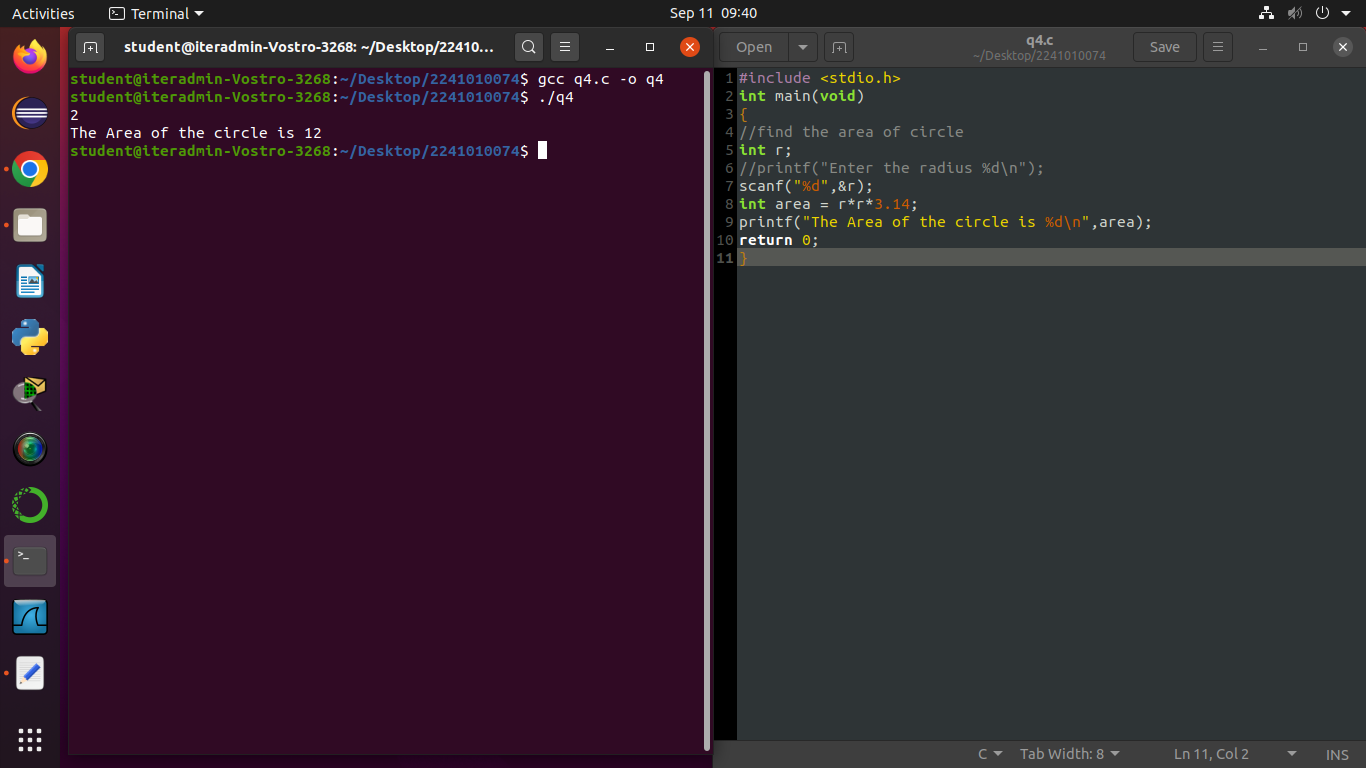 Activities
Terminal
Sep 11 09:40
student@iteradmin-Vostro-3268: ~/Desktop/22410...
student@iteradmin-Vostro-3268:~/Desktop/2241010074$ gcc q4.c -o q4
student@iteradmin-Vostro-3268:~/Desktop/2241010074$ ./q4
2
The Area of the circle is 12
student@iteradmin-Vostro-3268:~/Desktop/2241010074$
Open
q4.c
~/Desktop/2241010074
Save
1 #include <stdio.h>
2 int main(void)
3 {
4 //find the area of circle
5 int r;
6 //printf("Enter the radius %d\n");
7 scanf("%d",&r);
8 int area = r*r*3.14;
9 printf("The Area of the circle is %d\n",area);
10 return 0;
11 }
C
Tab Width: 8
Ln 11, Col 2
INS